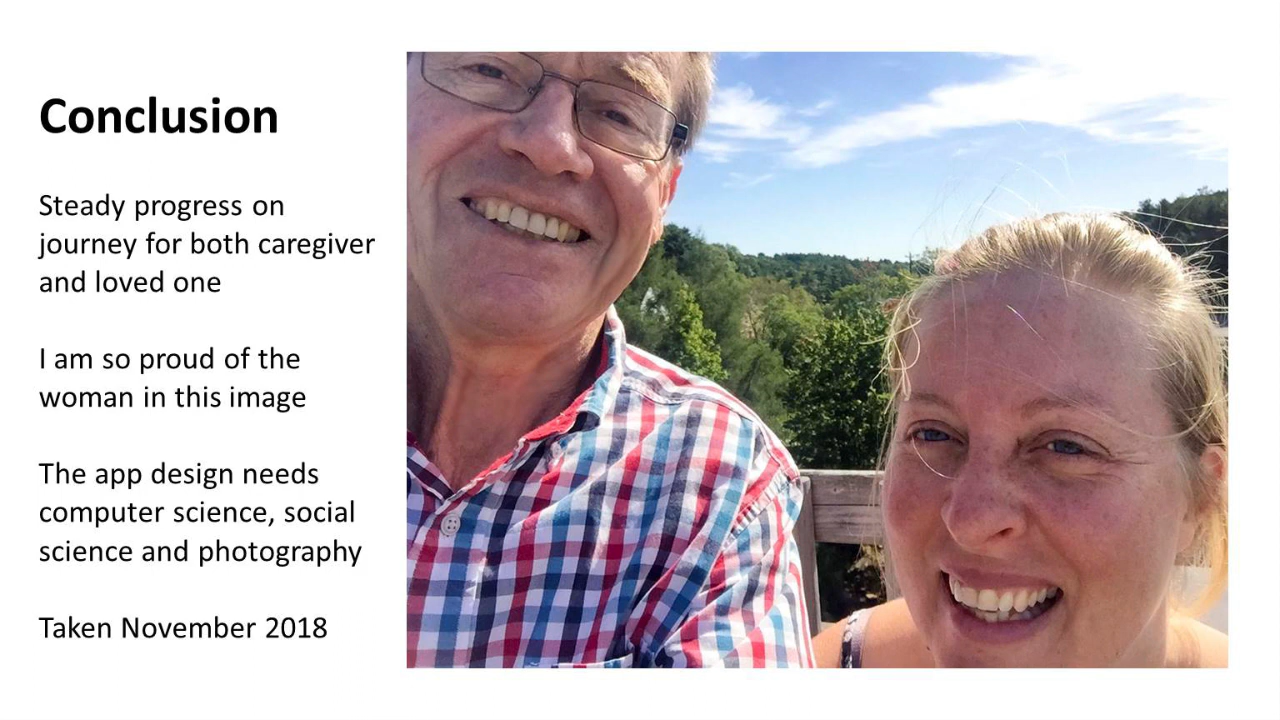 Conclusion
Steady progress on
journey for both caregiver
and loved one
I am so proud of the
woman in this image
The app design needs
computer science, social
science and photography
Taken November 2018